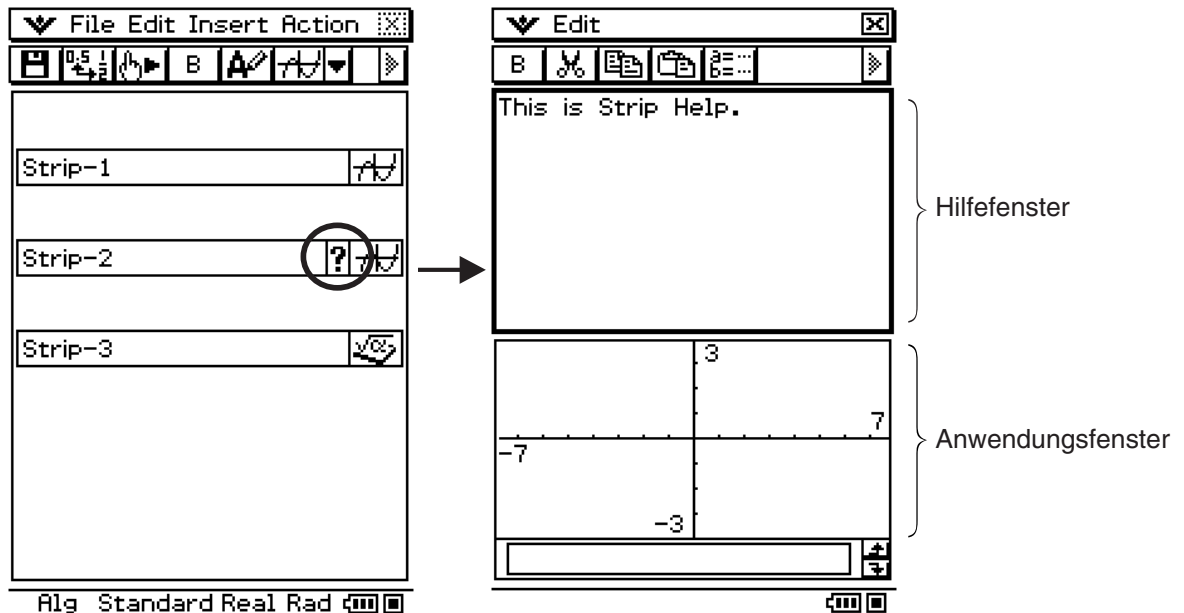 File Edit Insert Action
B
Strip-1
Strip-2 ?
Strip-3
Alg Standard Real Rad
Edit
B
This is Strip Help.
3
7
-7
-3
Hilfefenster
Anwendungsfenster